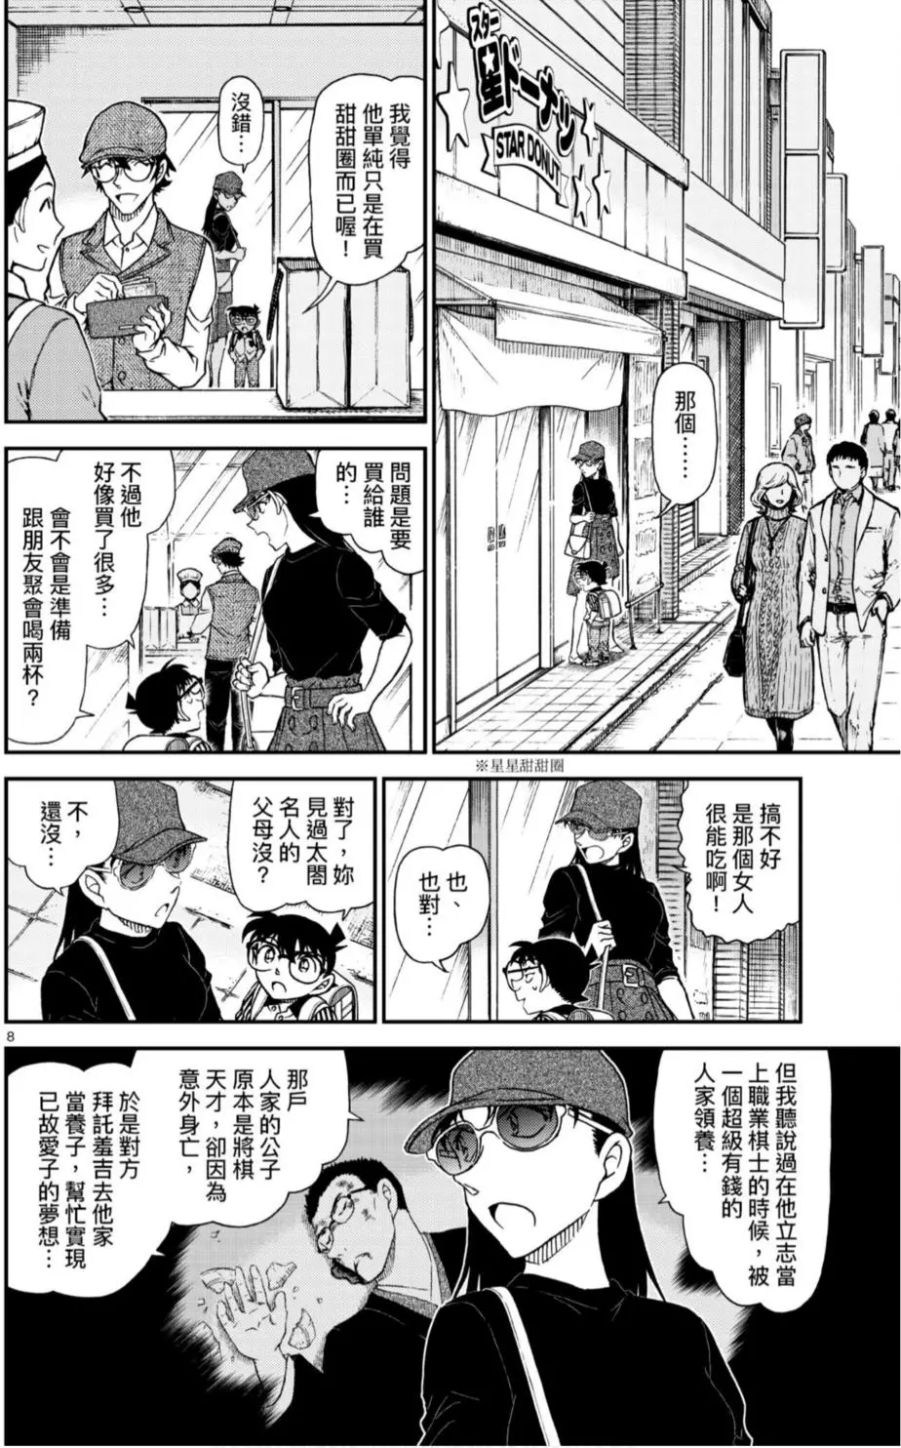 スター
星ドーナツ
STAR DONUT
那個……
※星星甜甜圈
我覺得
他單純只是在買
甜甜圈而已喔！
沒錯…
問題是要
買給誰
的…
不過他
好像買了很多…
會不會是準備
跟朋友聚會喝兩杯？
搞不好
是那個女人
很能吃啊！
也、
也對…
對了，妳
見過太閤
名人的
父母沒？
不，
還沒…
8
但我聽說過在他立志當
上職業棋士的時候，被
一個超級有錢的
人家領養…
那戶
人家的公子
原本是將棋
天才，卻因為
意外身亡，
於是對方
拜託羞吉去他家
當養子，幫忙實現
已故愛子的夢想…